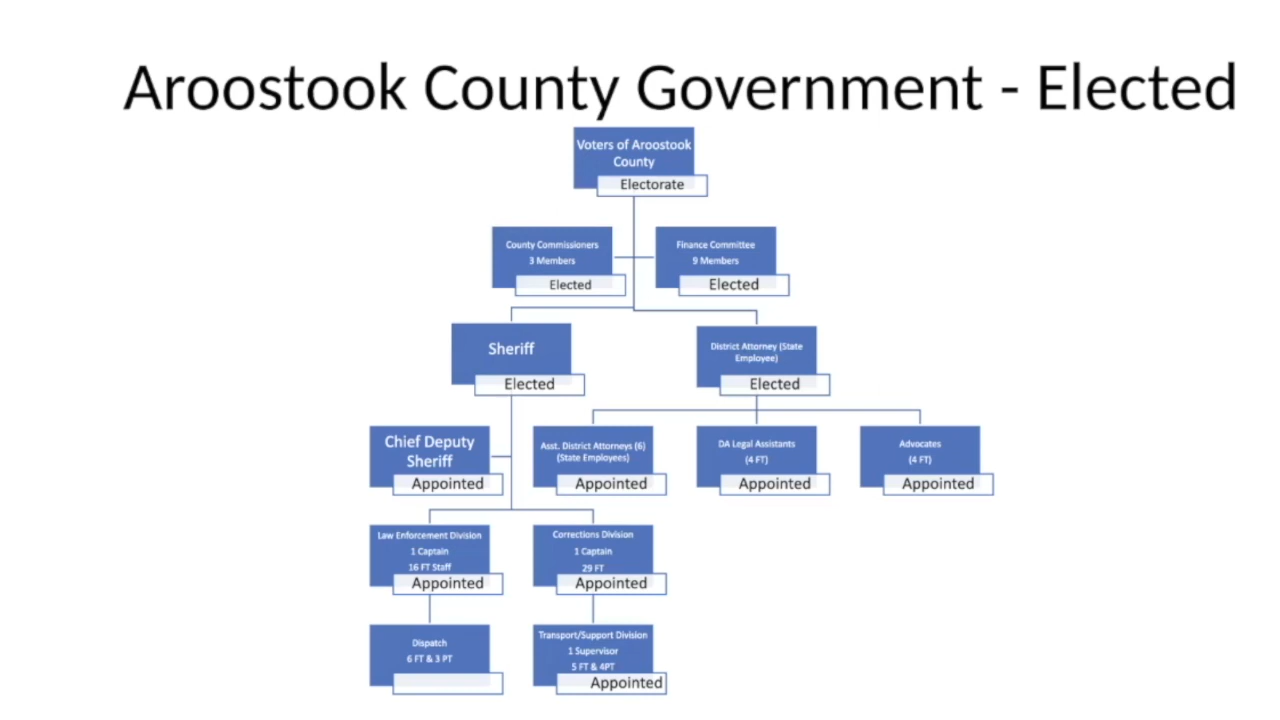 Aroostook County Government - Elected
Voters of Aroostook
County
Electorate
County Commissioners
3 Members
Elected
Finance Committee
9 Members
Elected
Sheriff
Elected
District Attorney (State
Employee)
Elected
Chief Deputy
Sheriff
Appointed
Asst. District Attorneys (6)
(State Employees)
Appointed
DA Legal Assistants
(4 FT)
Appointed
Advocates
(4 FT)
Appointed
Law Enforcement Division
1 Captain
16 FT Staff
Appointed
Corrections Division
1 Captain
29 FT
Appointed
Dispatch
6 FT & 3 PT
Transport/Support Division
1 Supervisor
5 FT & 4PT
Appointed